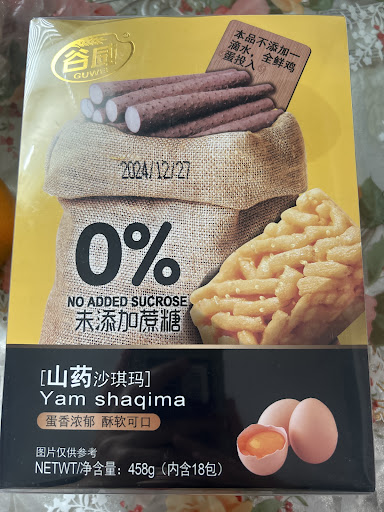 谷
GUWEI
本品不添加一
滴水，全鲜鸡
蛋投入
2024/12/27
0%
NO ADDED SUCROSE
未添加蔗糖
[山药沙琪玛]
Yam shaqima
蛋香浓郁 酥软可口
图片仅供参考
NETWT/净含量：458g（内含18包）